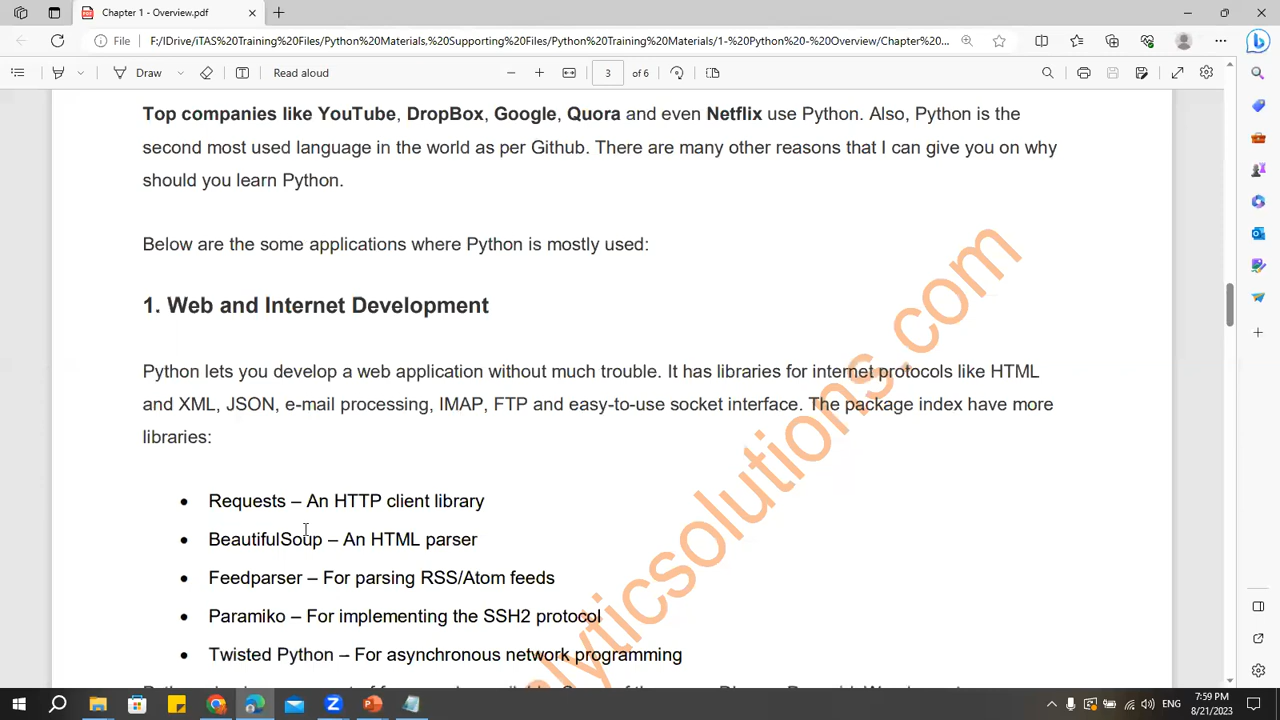 Chapter 1 - Overview.pdf
File F:/IDrive/iTAS%20Training%20Files/Python%20Materials,%20Supporting%20Files/Python%20Training%20Materials/1-%20Python%20-%20Overview/Chapter%20...
Draw Read aloud 3 of 6
Top companies like YouTube, DropBox, Google, Quora and even Netflix use Python. Also, Python is the
second most used language in the world as per Github. There are many other reasons that I can give you on why
should you learn Python.
Below are the some applications where Python is mostly used:
1. Web and Internet Development
Python lets you develop a web application without much trouble. It has libraries for internet protocols like HTML
and XML, JSON, e-mail processing, IMAP, FTP and easy-to-use socket interface. The package index have more
libraries:
• Requests – An HTTP client library
• BeautifulSoup – An HTML parser
• Feedparser – For parsing RSS/Atom feeds
• Paramiko – For implementing the SSH2 protocol
• Twisted Python – For asynchronous network programming
lyticsolutions.com
ENG
7:59 PM
8/21/2023